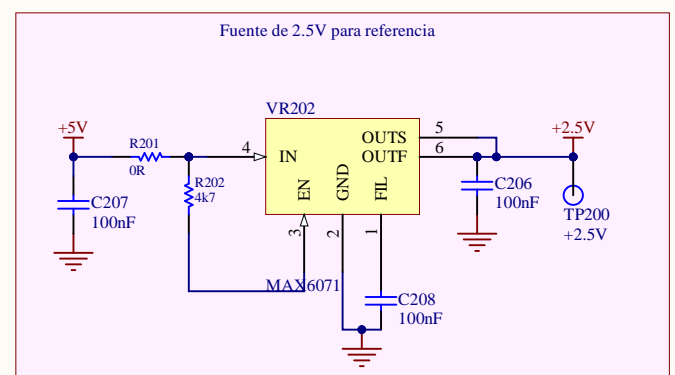 Fuente de 2.5V para referencia
VR202
+5V
R201
0R
R202
4k7
C207
100nF
4
IN
EN
GND
FIL
OUTS
OUTF
5
6
3
2
1
MAX6071
C208
100nF
C206
100nF
+2.5V
TP200
+2.5V